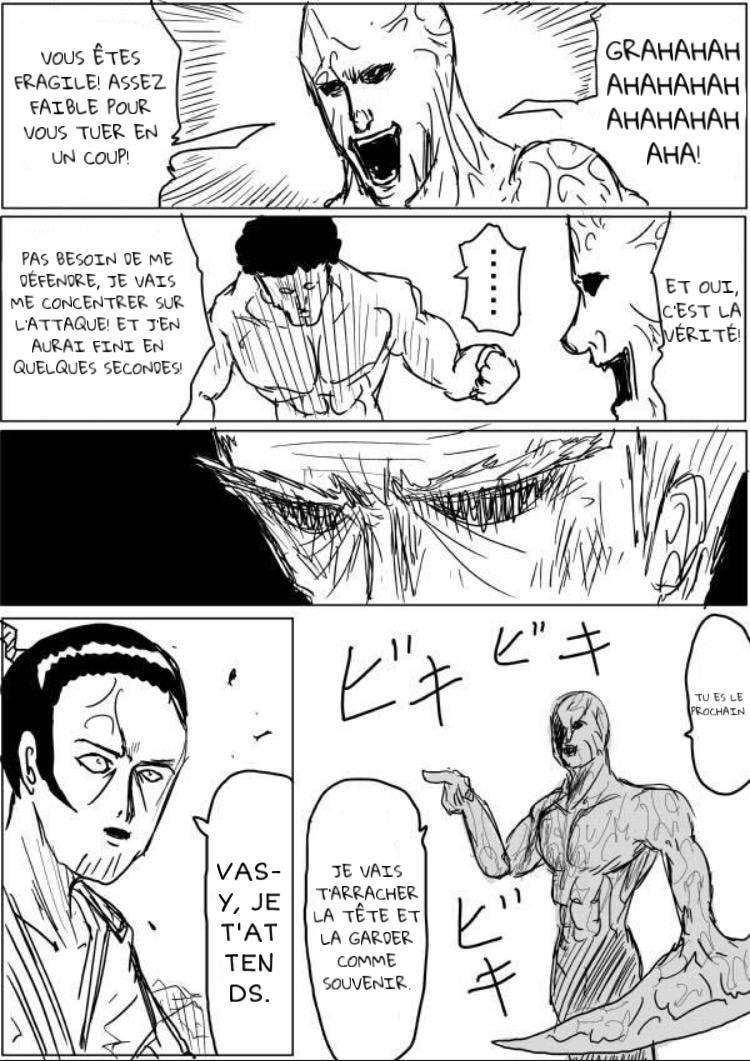 GRAHAHAH
AHAHAHAH
AHAHAHAH
AHA!
VOUS ÊTES
FRAGILE! ASSEZ
FAIBLE POUR
VOUS TUER EN
UN COUP!
ET OUI,
C'EST LA
VÉRITÉ!
......
PAS BESOIN DE ME
DÉFENDRE, JE VAIS
ME CONCENTRER SUR
L'ATTAQUE! ET J'EN
AURAI FINI EN
QUELQUES SECONDES!
TU ES LE
PROCHAIN
ビキ
ビキ
ビキ
JE VAIS
T'ARRACHER
LA TÊTE ET
LA GARDER
COMME
SOUVENIR.
VAS-
Y, JE
T'AT
TEN
DS.